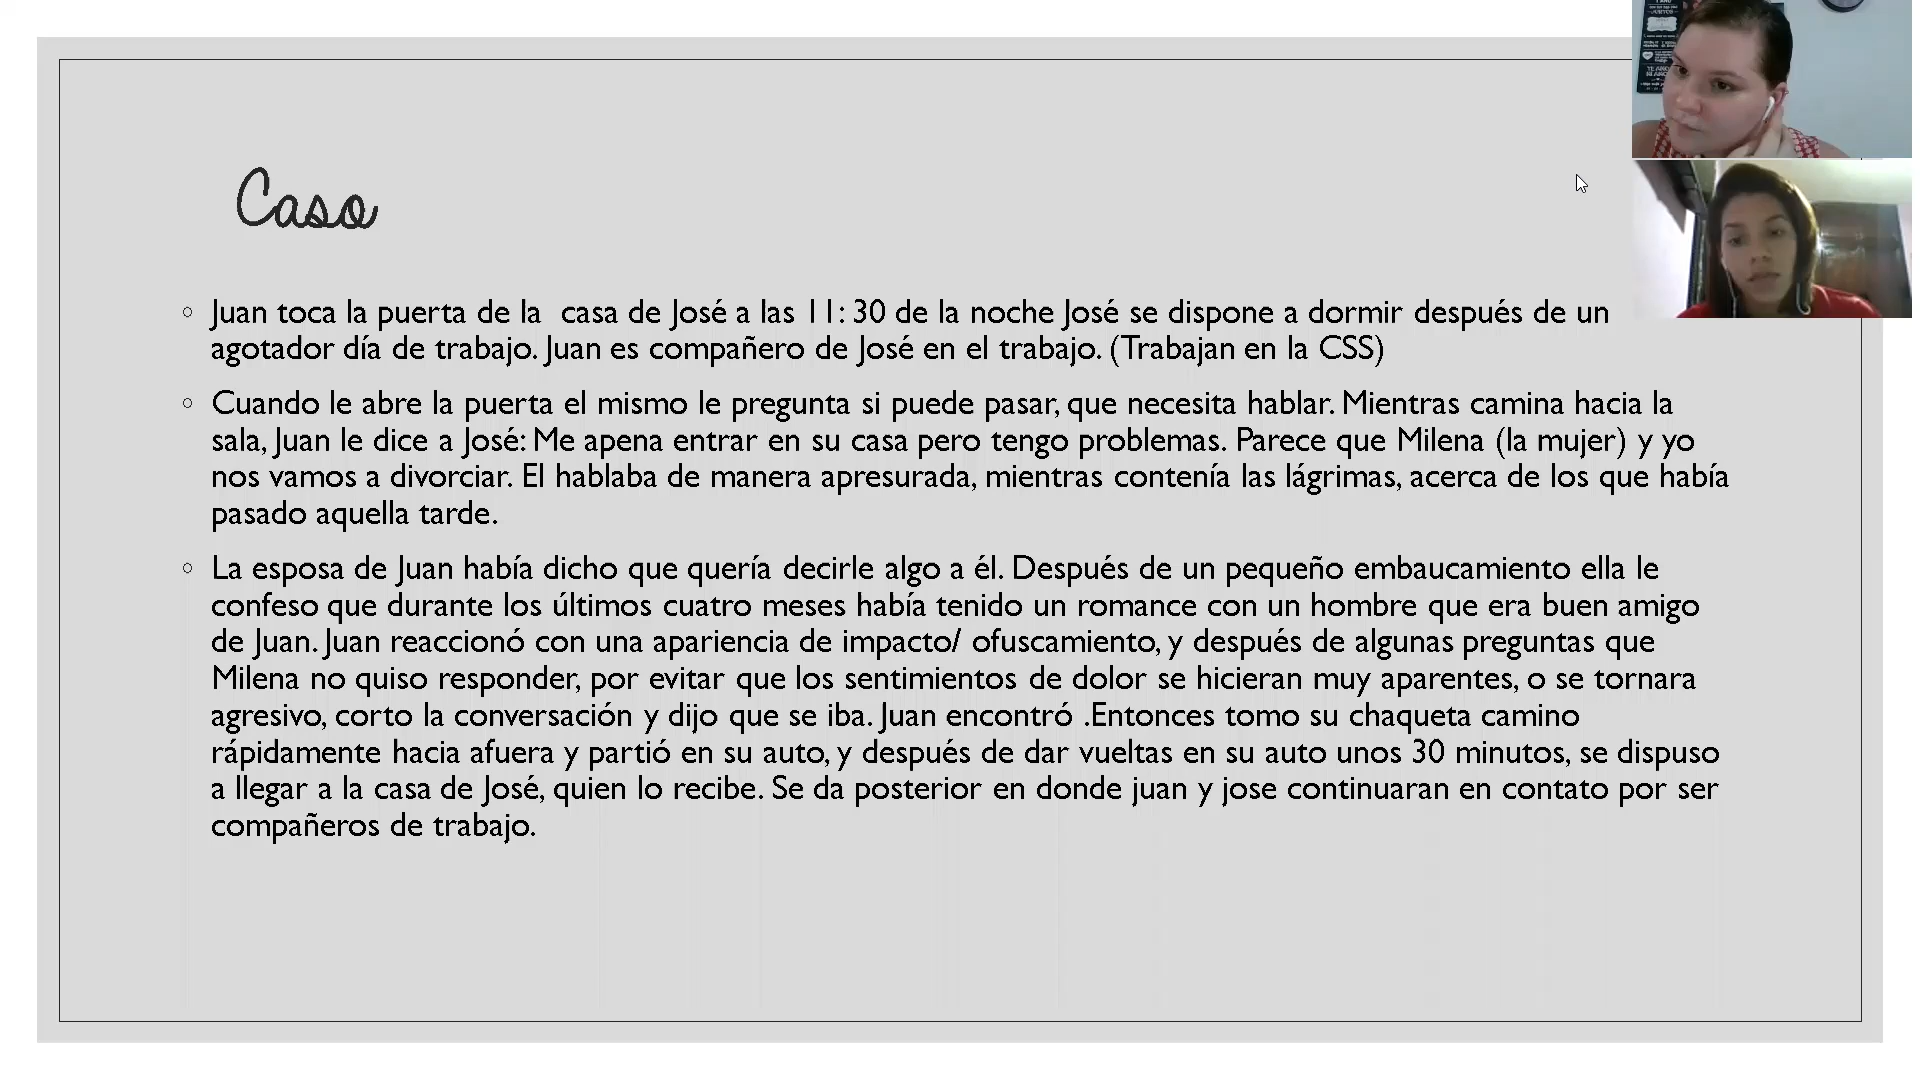 Caso
Juan toca la puerta de la casa de José a las 11: 30 de la noche José se dispone a dormir después de un
agotador día de trabajo. Juan es compañero de José en el trabajo. (Trabajan en la CSS)
Cuando le abre la puerta el mismo le pregunta si puede pasar, que necesita hablar. Mientras camina hacia la
sala, Juan le dice a José: Me apena entrar en su casa pero tengo problemas. Parece que Milena (la mujer) y yo
nos vamos a divorciar. El hablaba de manera apresurada, mientras contenía las lágrimas, acerca de los que había
pasado aquella tarde.
La esposa de Juan había dicho que quería decirle algo a él. Después de un pequeño embaucamiento ella le
confeso que durante los últimos cuatro meses había tenido un romance con un hombre que era buen amigo
de Juan. Juan reaccionó con una apariencia de impacto/ ofuscamiento, y después de algunas preguntas que
Milena no quiso responder, por evitar que los sentimientos de dolor se hicieran muy aparentes, o se tornara
agresivo, corto la conversación y dijo que se iba. Juan encontró .Entonces tomo su chaqueta camino
rápidamente hacia afuera y partió en su auto, y después de dar vueltas en su auto unos 30 minutos, se dispuso
a llegar a la casa de José, quien lo recibe. Se da posterior en donde juan y jose continuaran en contato por ser
compañeros de trabajo.